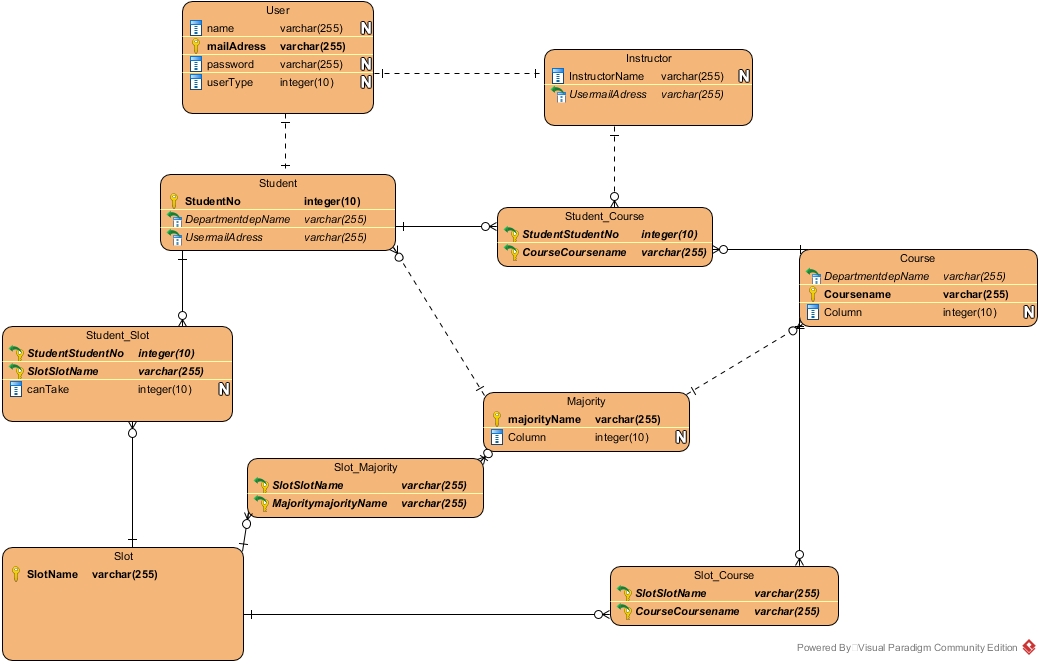 User
name varchar(255) N
mailAdress varchar(255)
password varchar(255) N
userType integer(10) N
Instructor
InstructorName varchar(255) N
UsermailAdress varchar(255)
Student
StudentNo integer(10)
DepartmentdepName varchar(255)
UsermailAdress varchar(255)
Student_Course
StudentStudentNo integer(10)
CourseCoursename varchar(255)
Course
DepartmentdepName varchar(255)
Coursename varchar(255)
Column integer(10) N
Student_Slot
StudentStudentNo integer(10)
SlotSlotName varchar(255)
canTake integer(10) N
Majority
majorityName varchar(255)
Column integer(10) N
Slot_Majority
SlotSlotName varchar(255)
MajoritymajorityName varchar(255)
Slot
SlotName varchar(255)
Slot_Course
SlotSlotName varchar(255)
CourseCoursename varchar(255)
Powered By Visual Paradigm Community Edition